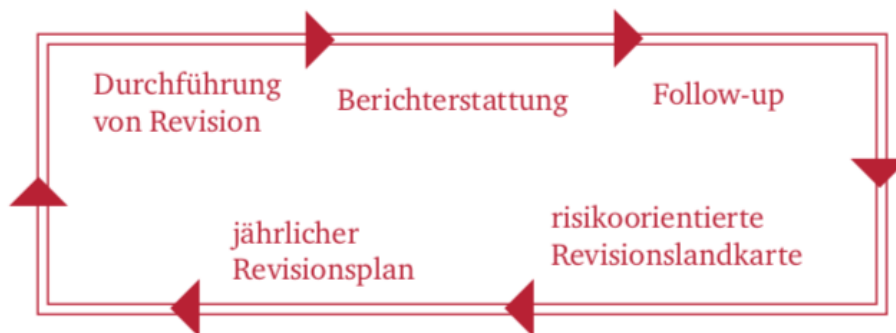 Durchführung
von Revision
Berichterstattung
Follow-up
jährlicher
Revisionsplan
risikoorientierte
Revisionslandkarte